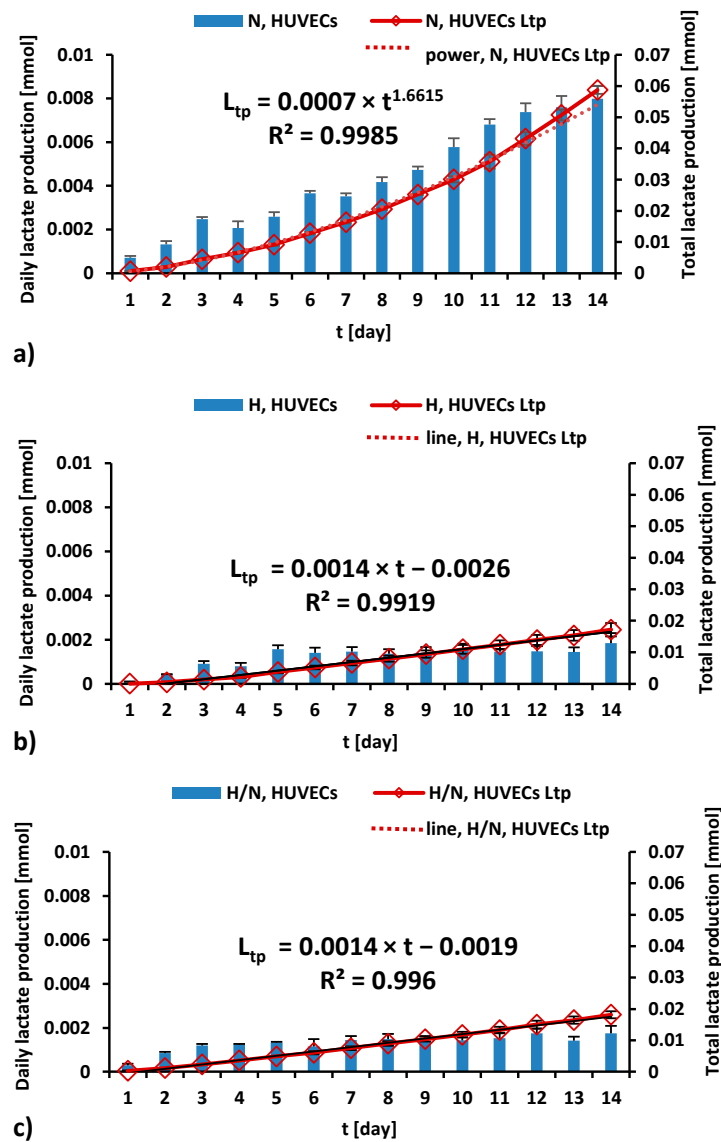 N, HUVECs
N, HUVECs Ltp
power, N, HUVECs Ltp
Daily lactate production [mmol]
0.01
0.008
0.006
0.004
0.002
0
Ltp = 0.0007 × t^1.6615
R² = 0.9985
0.07
0.06
0.05
0.04
0.03
0.02
0.01
0
Total lactate production [mmol]
1 2 3 4 5 6 7 8 9 10 11 12 13 14
t [day]
a)
H, HUVECs
H, HUVECs Ltp
line, H, HUVECs Ltp
Daily lactate production [mmol]
0.01
0.008
0.006
0.004
0.002
0
Ltp = 0.0014 × t − 0.0026
R² = 0.9919
0.07
0.06
0.05
0.04
0.03
0.02
0.01
0
Total lactate production [mmol]
1 2 3 4 5 6 7 8 9 10 11 12 13 14
t [day]
b)
H/N, HUVECs
H/N, HUVECs Ltp
line, H/N, HUVECs Ltp
Daily lactate production [mmol]
0.01
0.008
0.006
0.004
0.002
0
Ltp = 0.0014 × t − 0.0019
R² = 0.996
0.07
0.06
0.05
0.04
0.03
0.02
0.01
0
Total lactate production [mmol]
1 2 3 4 5 6 7 8 9 10 11 12 13 14
t [day]
c)